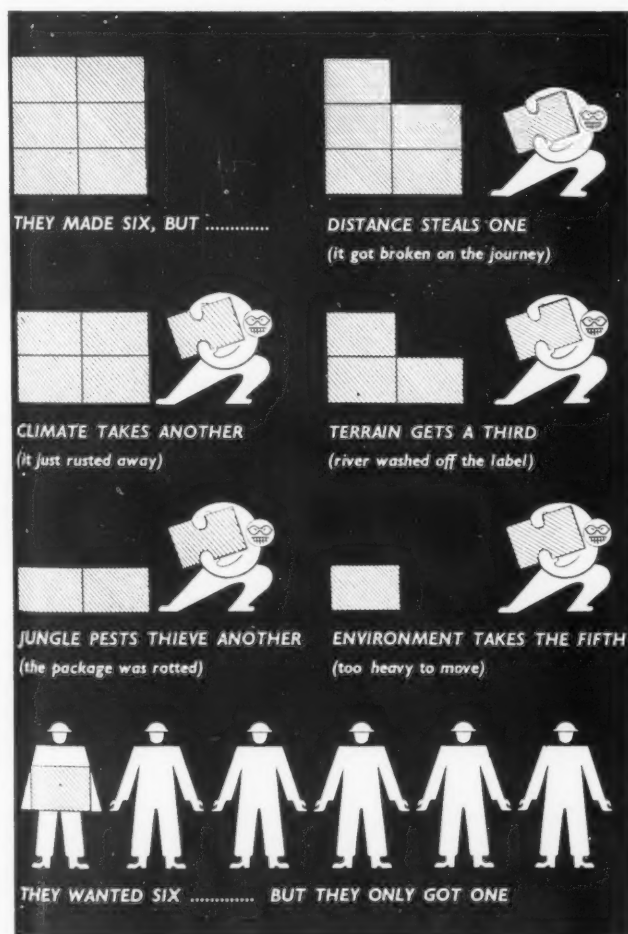 THEY MADE SIX, BUT .............
DISTANCE STEALS ONE
(it got broken on the journey)
CLIMATE TAKES ANOTHER
(it just rusted away)
TERRAIN GETS A THIRD
(river washed off the label)
JUNGLE PESTS THIEVE ANOTHER
(the package was rotted)
ENVIRONMENT TAKES THE FIFTH
(too heavy to move)
THEY WANTED SIX ............. BUT THEY ONLY GOT ONE